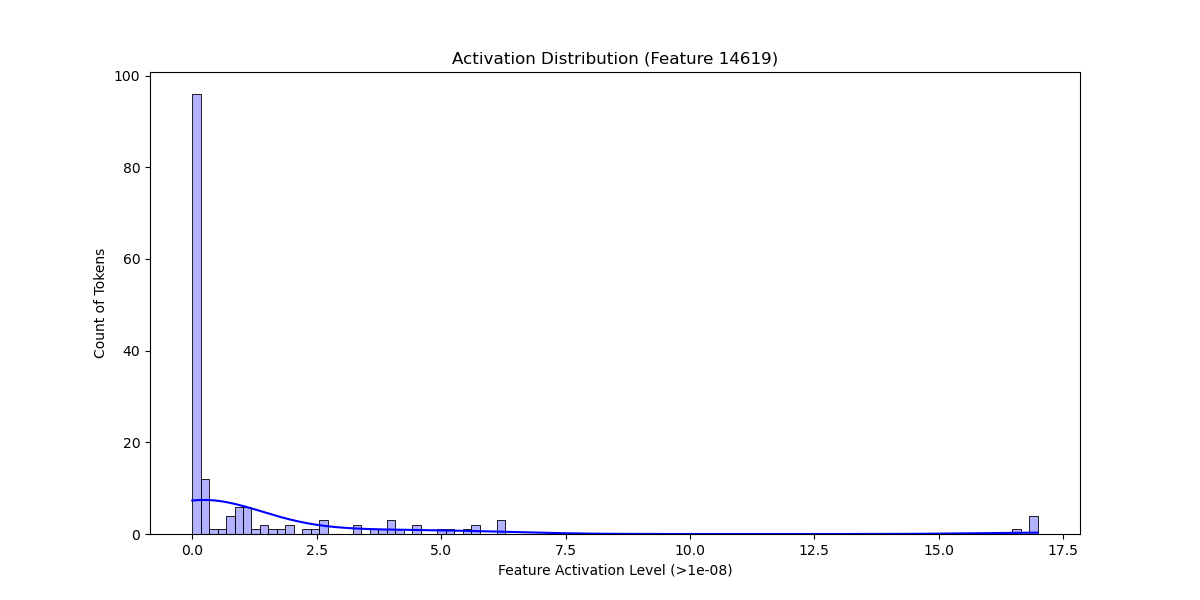 Activation Distribution (Feature 14619)
100
80
60
40
20
0
Count of Tokens
0.0 2.5 5.0 7.5 10.0 12.5 15.0 17.5
Feature Activation Level (>1e-08)